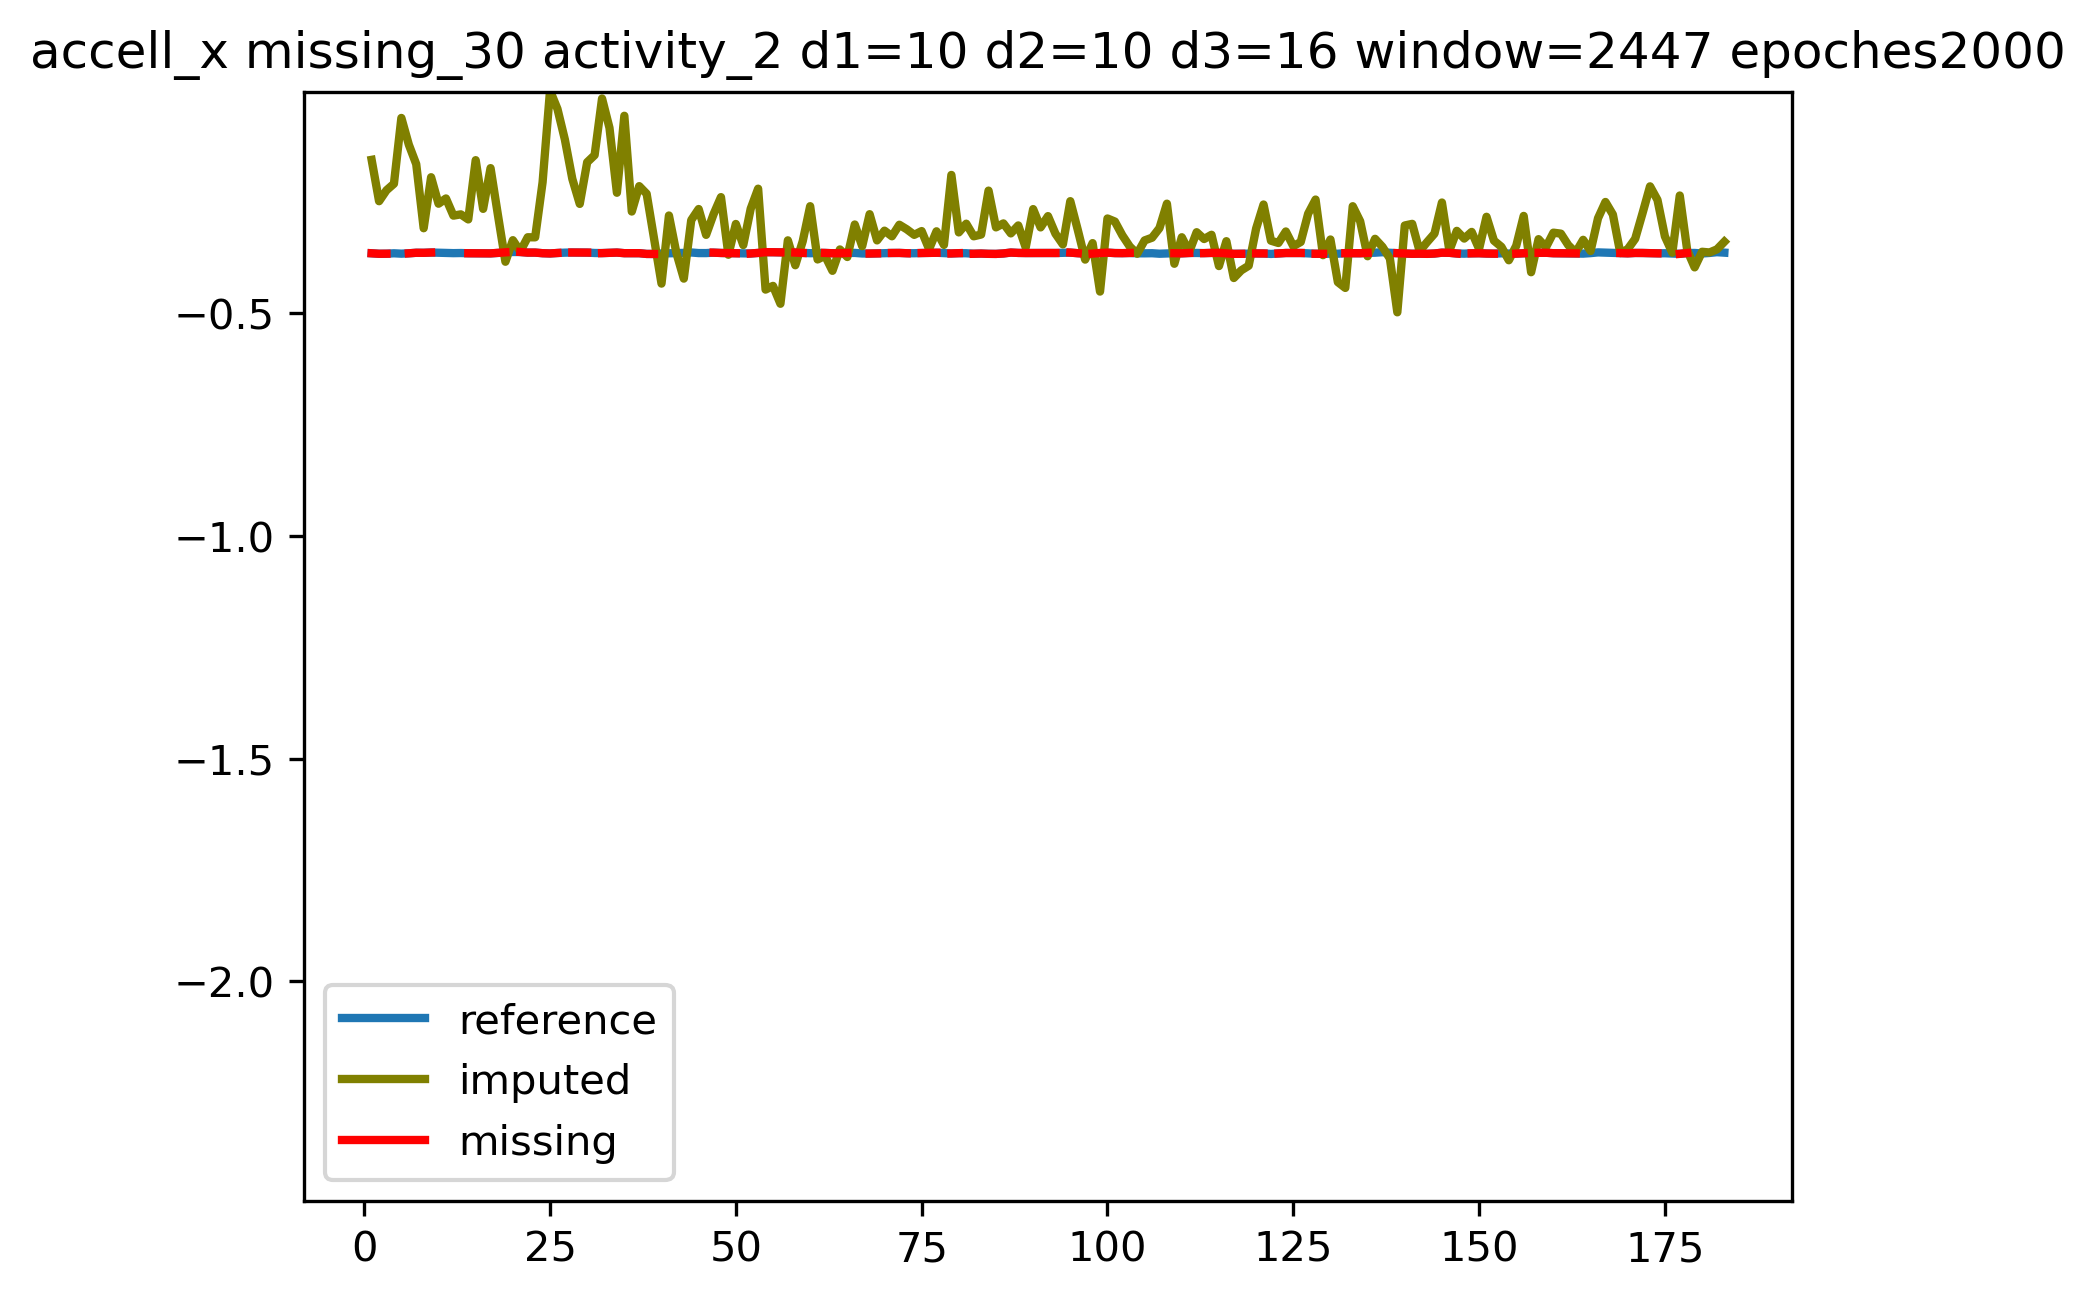 accell_x missing_30 activity_2 d1=10 d2=10 d3=16 window=2447 epoches2000
−0.5
−1.0
−1.5
−2.0
reference
imputed
missing
0 25 50 75 100 125 150 175